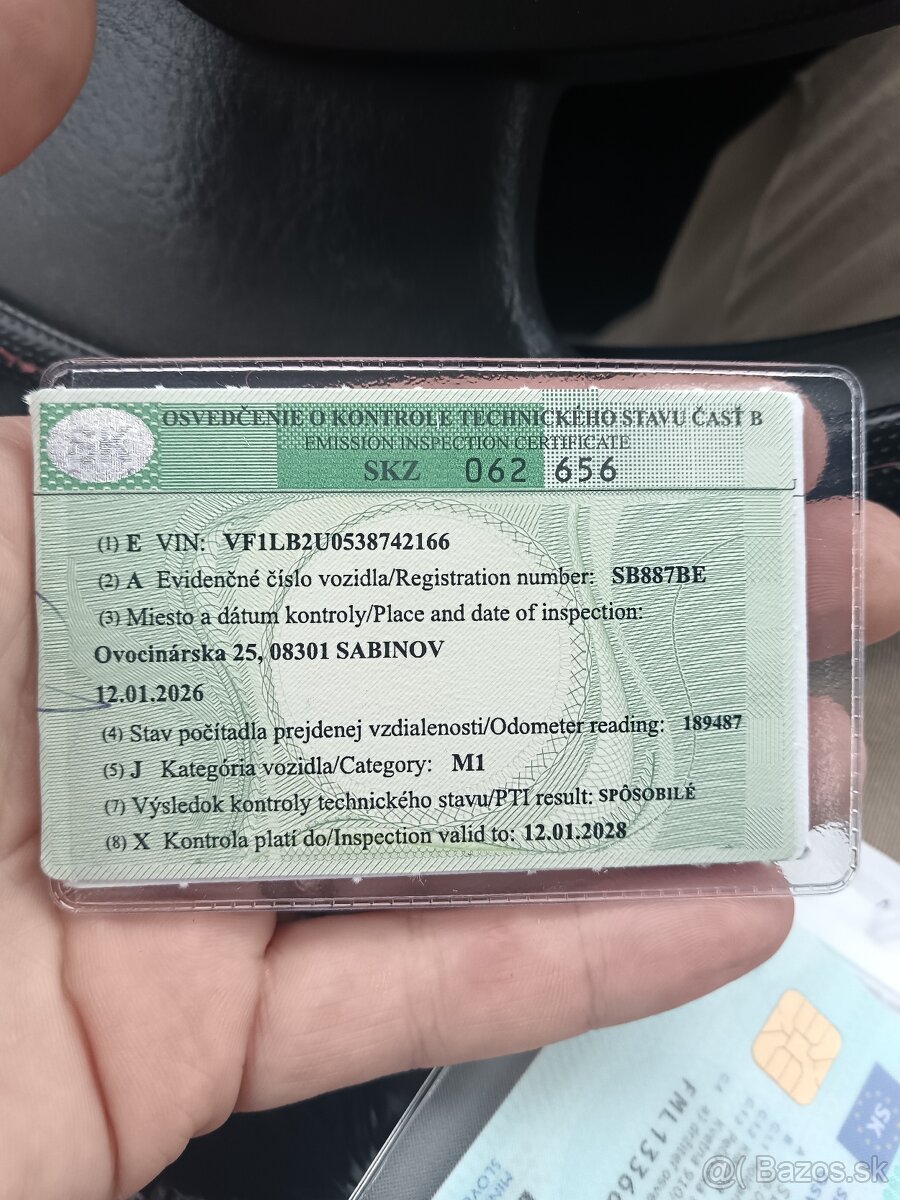 OSVEDČENIE O KONTROLE TECHNICKÉHO STAVU ČASŤ B
EMISSION INSPECTION CERTIFICATE
SKZ 062 656
(1) E VIN: VF1LB2U0538742166
(2) A Evidenčné číslo vozidla/Registration number: SB887BE
(3) Miesto a dátum kontroly/Place and date of inspection:
Ovocinárska 25, 08301 SABINOV
12.01.2026
(4) Stav počítadla prejdenej vzdialenosti/Odometer reading: 189487
(5) J Kategória vozidla/Category: M1
(7) Výsledok kontroly technického stavu/PTI result: SPÔSOBILÉ
(8) X Kontrola platí do/Inspection valid to: 12.01.2028
SK
@( Bazos.sk